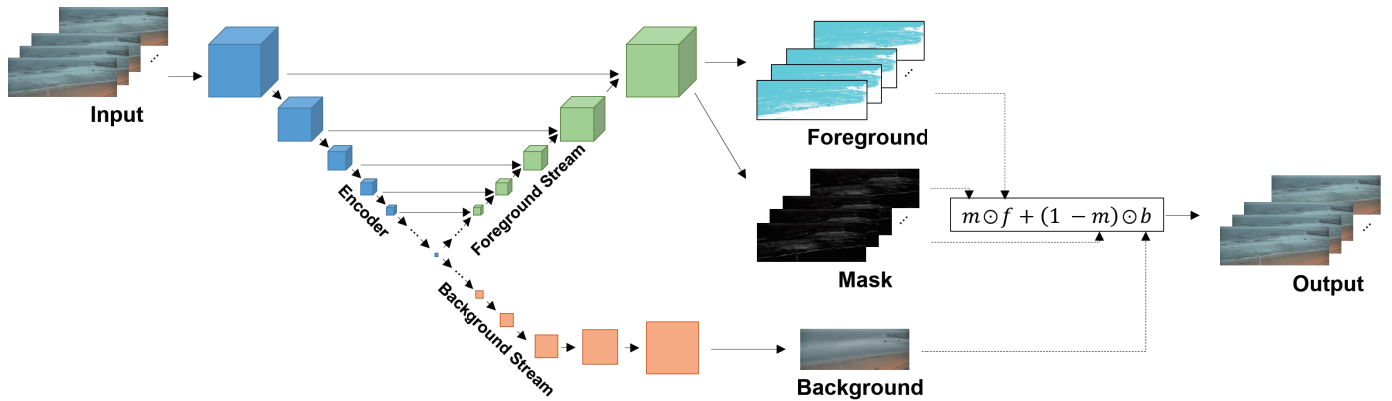 Input
Encoder
Foreground Stream
Background Stream
Foreground
Mask
Background
m⊙f + (1 − m)⊙b
Output